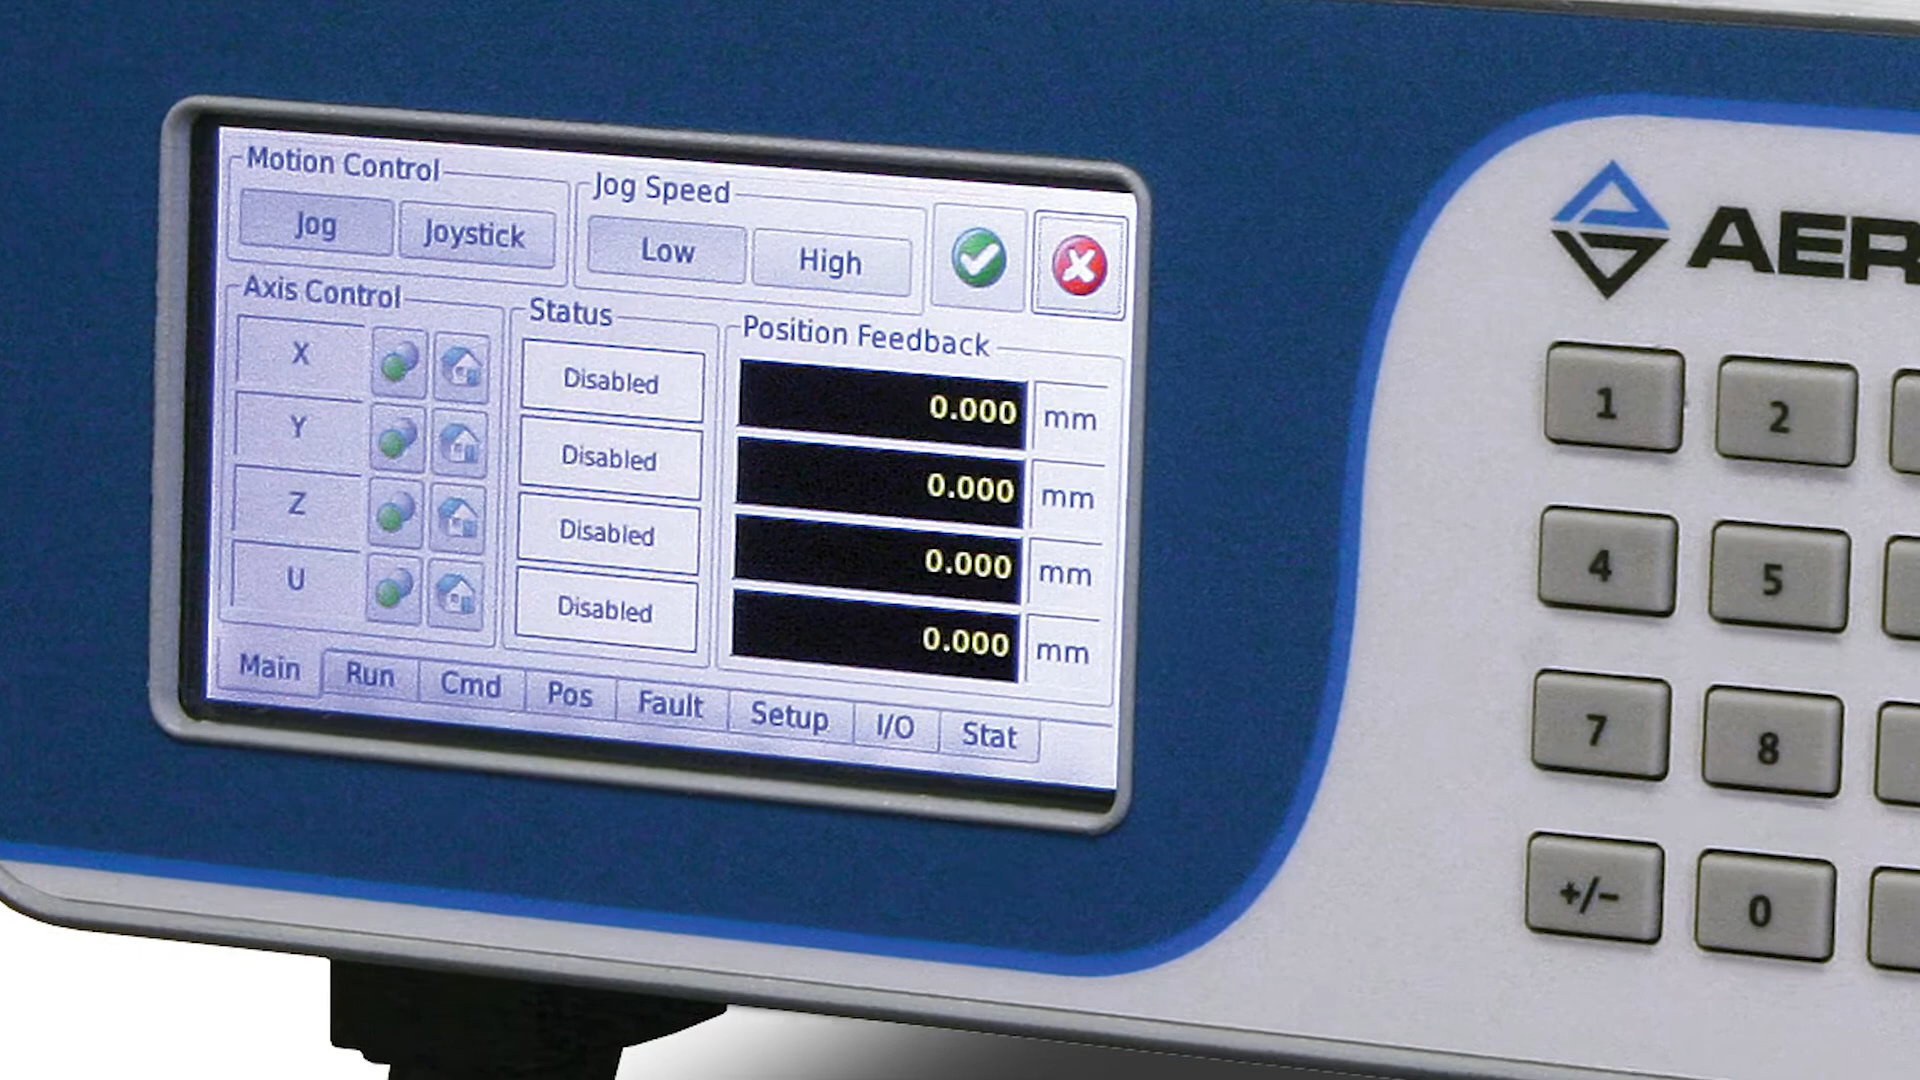 Motion Control
Jog Speed
Jog Joystick
Low High
Axis Control
Status
Position Feedback
X Disabled 0.000 mm
Y Disabled 0.000 mm
Z Disabled 0.000 mm
U Disabled 0.000 mm
Main Run Cmd Pos Fault Setup I/O Stat
AER
1 2
4 5
7 8
+/− 0